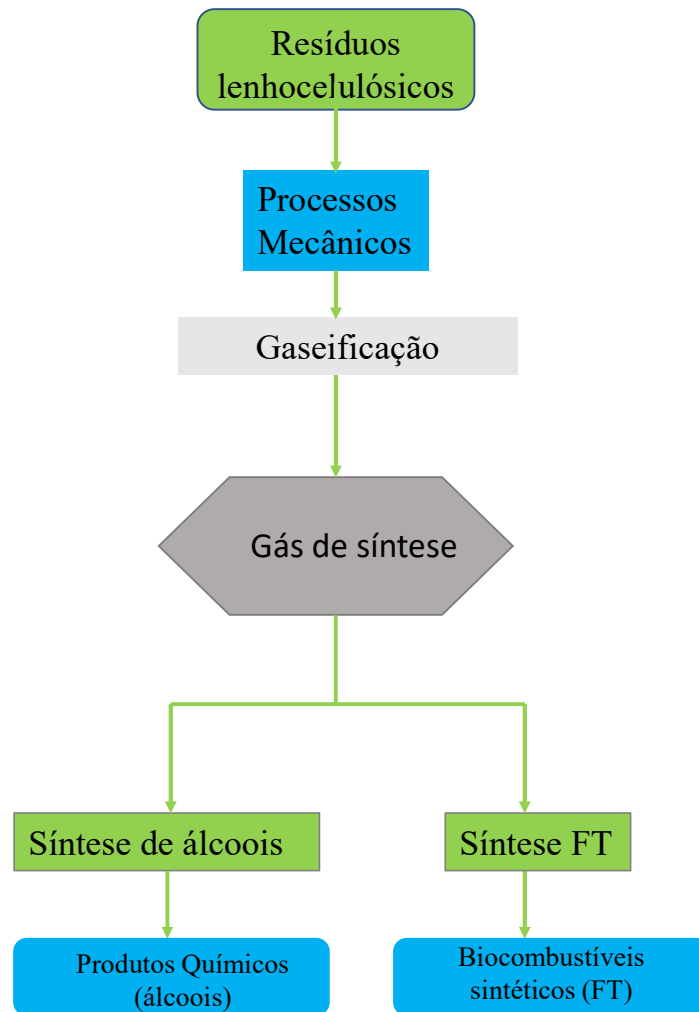 Resíduos
lenhocelulósicos
Processos
Mecânicos
Gaseificação
Gás de síntese
Síntese de álcoois
Síntese FT
Produtos Químicos
(álcoois)
Biocombustíveis
sintéticos (FT)